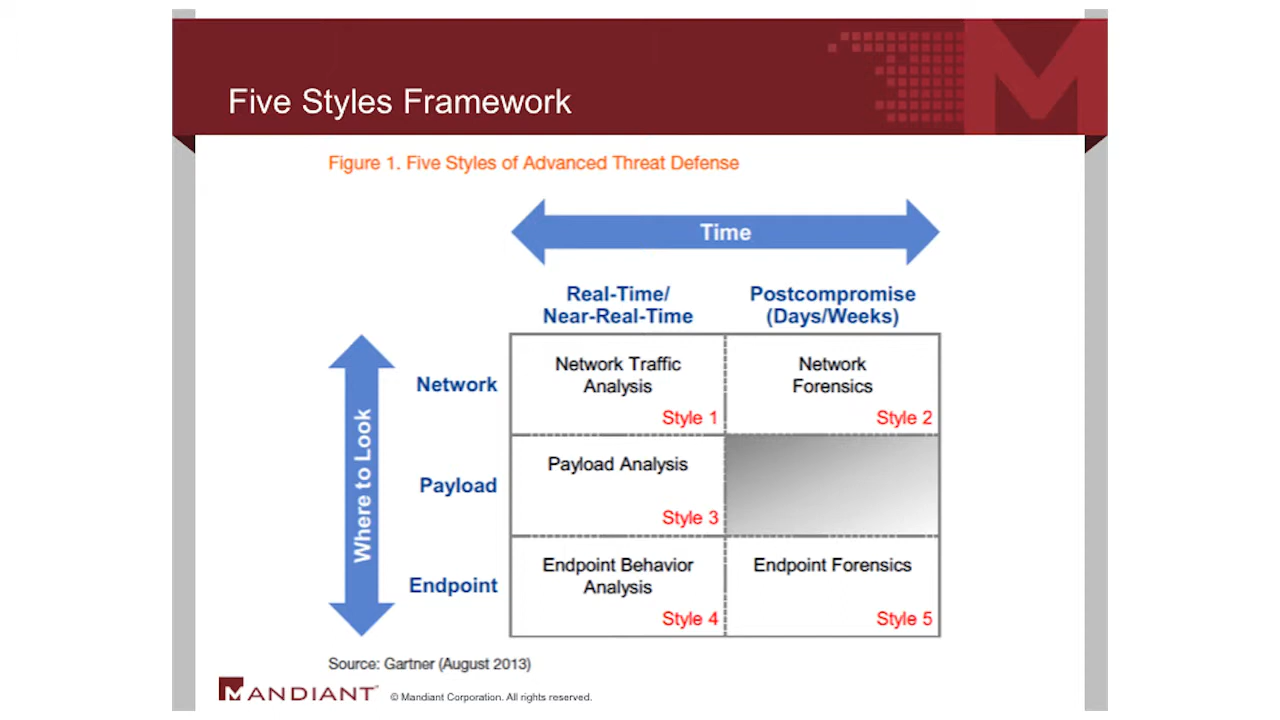 Five Styles Framework
Figure 1. Five Styles of Advanced Threat Defense
Time
Real-Time/
Near-Real-Time
Postcompromise
(Days/Weeks)
Where to Look
Network
Network Traffic
Analysis
Style 1
Network
Forensics
Style 2
Payload
Payload Analysis
Style 3
Endpoint
Endpoint Behavior
Analysis
Style 4
Endpoint Forensics
Style 5
Source: Gartner (August 2013)
MANDIANT
© Mandiant Corporation. All rights reserved.